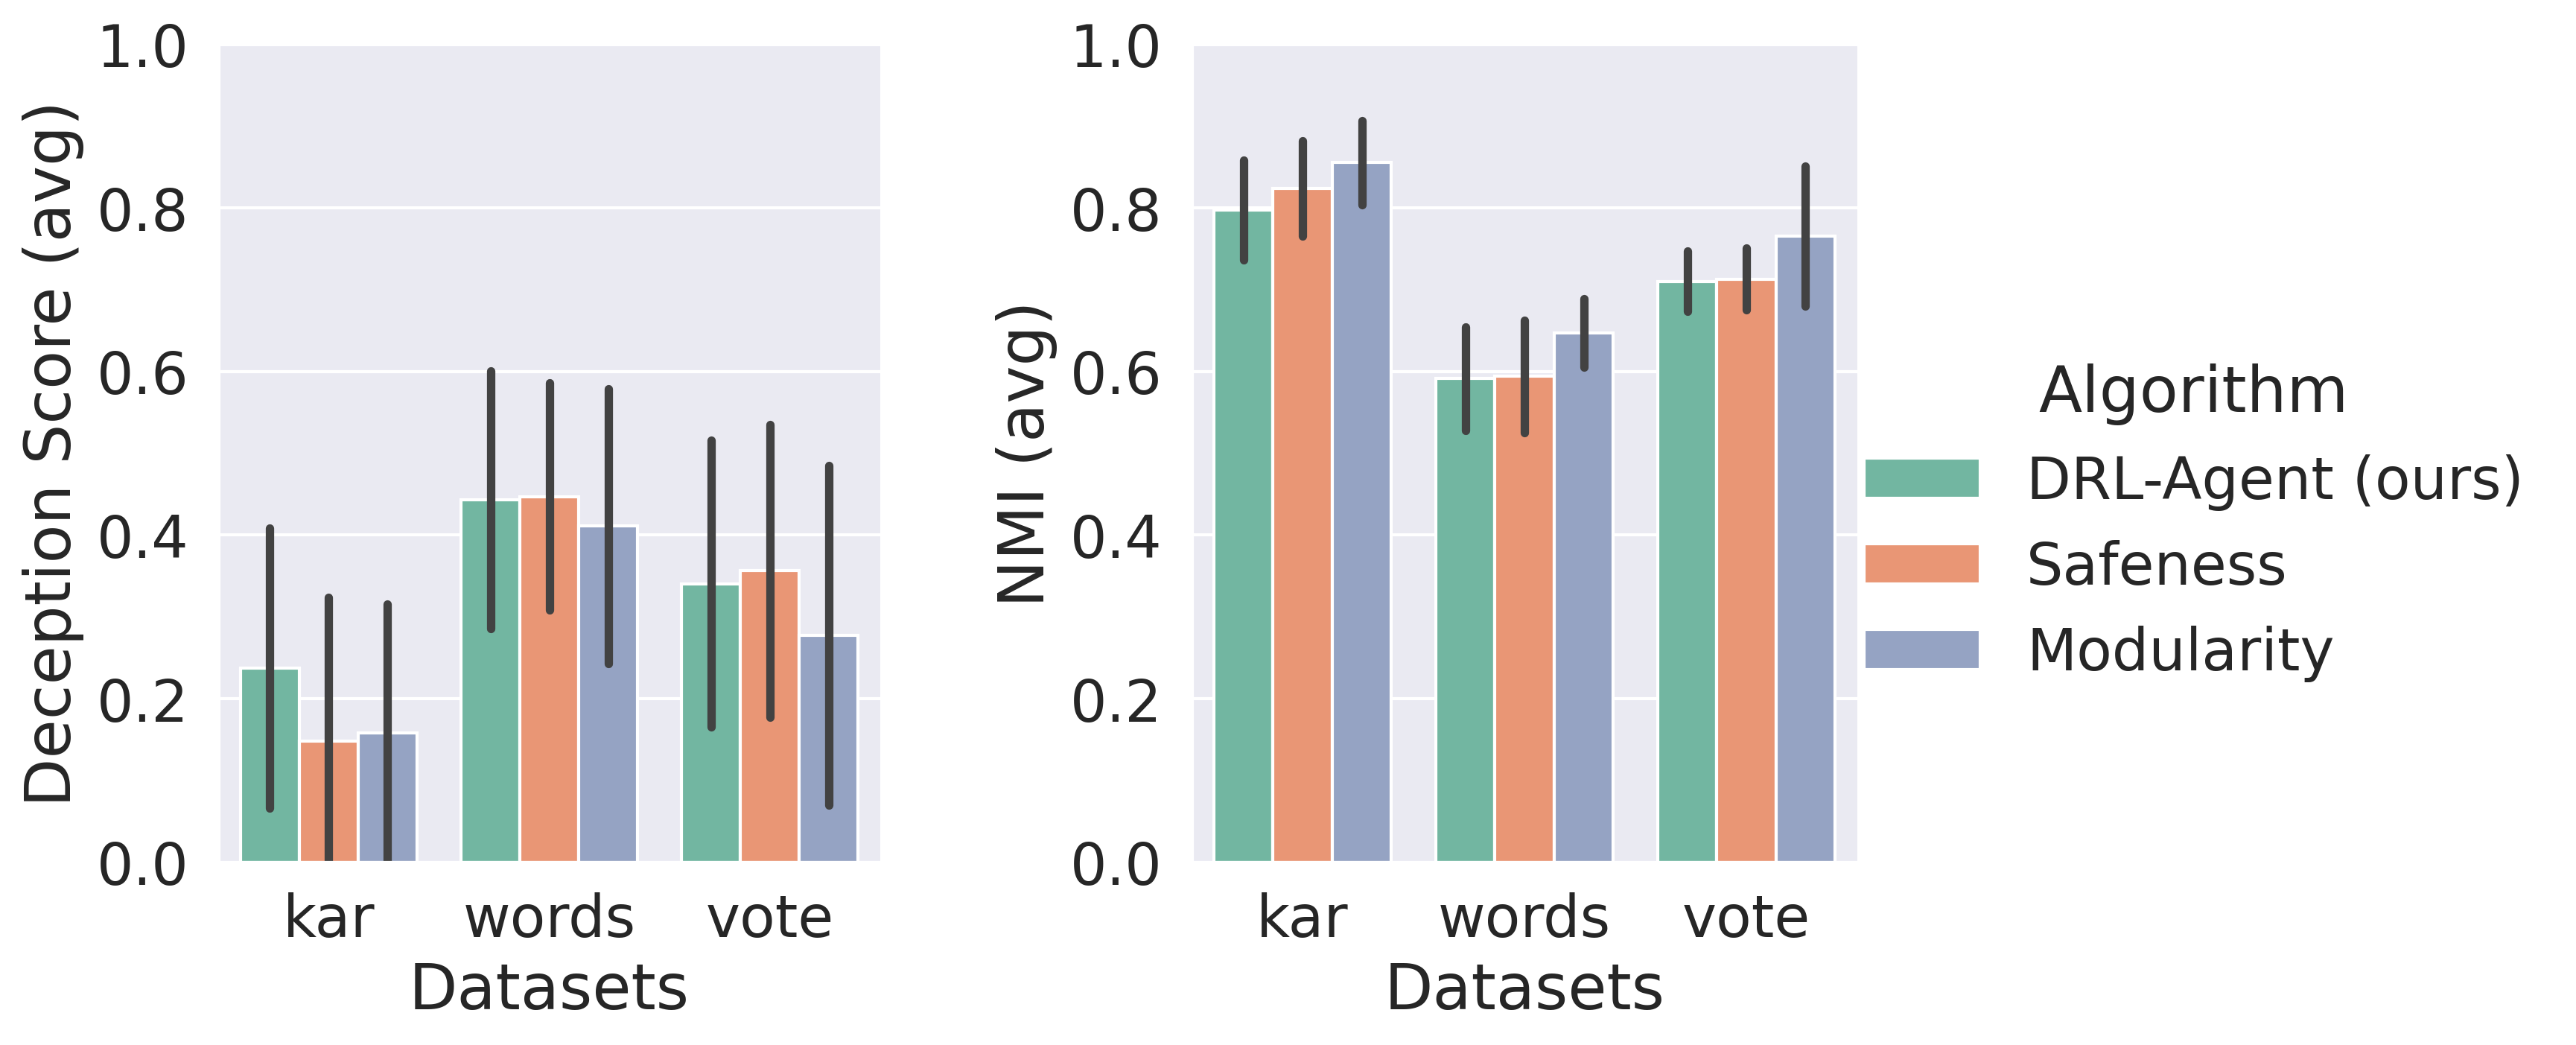 Deception Score (avg)
1.0
0.8
0.6
0.4
0.2
0.0
kar words vote
Datasets
NMI (avg)
1.0
0.8
0.6
0.4
0.2
0.0
kar words vote
Datasets
Algorithm
DRL-Agent (ours)
Safeness
Modularity